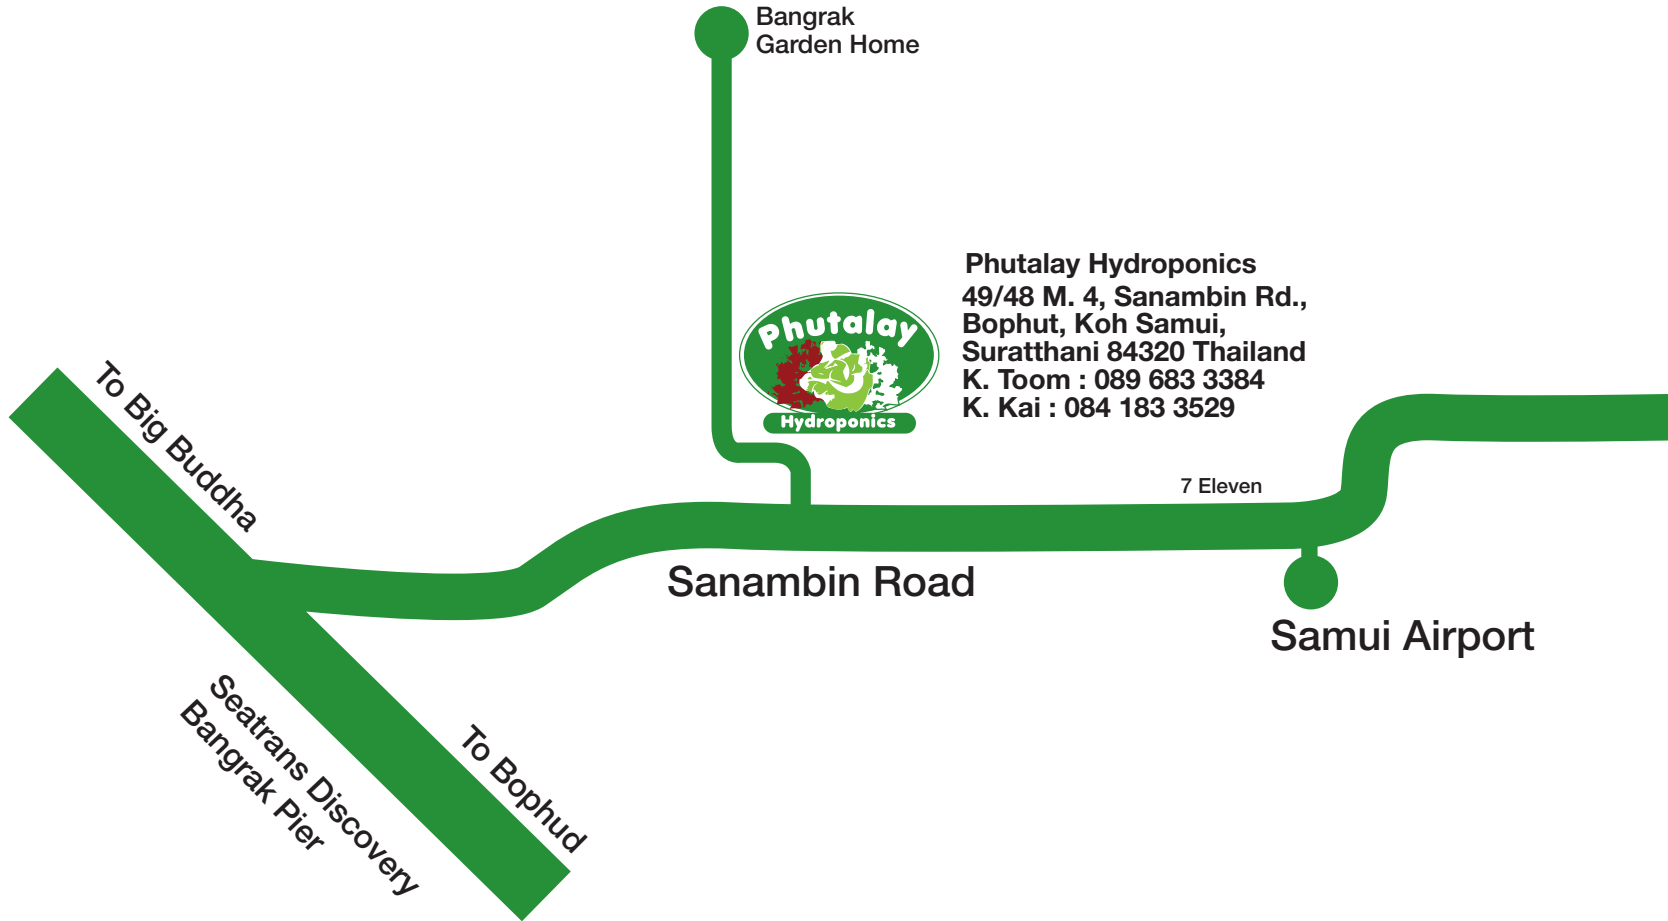 Bangrak
Garden Home
Phutalay
Hydroponics
Phutalay Hydroponics
49/48 M. 4, Sanambin Rd.,
Bophut, Koh Samui,
Suratthani 84320 Thailand
K. Toom : 089 683 3384
K. Kai : 084 183 3529
To Big Buddha
7 Eleven
Sanambin Road
Samui Airport
Seatrans Discovery
Bangrak Pier
To Bophud